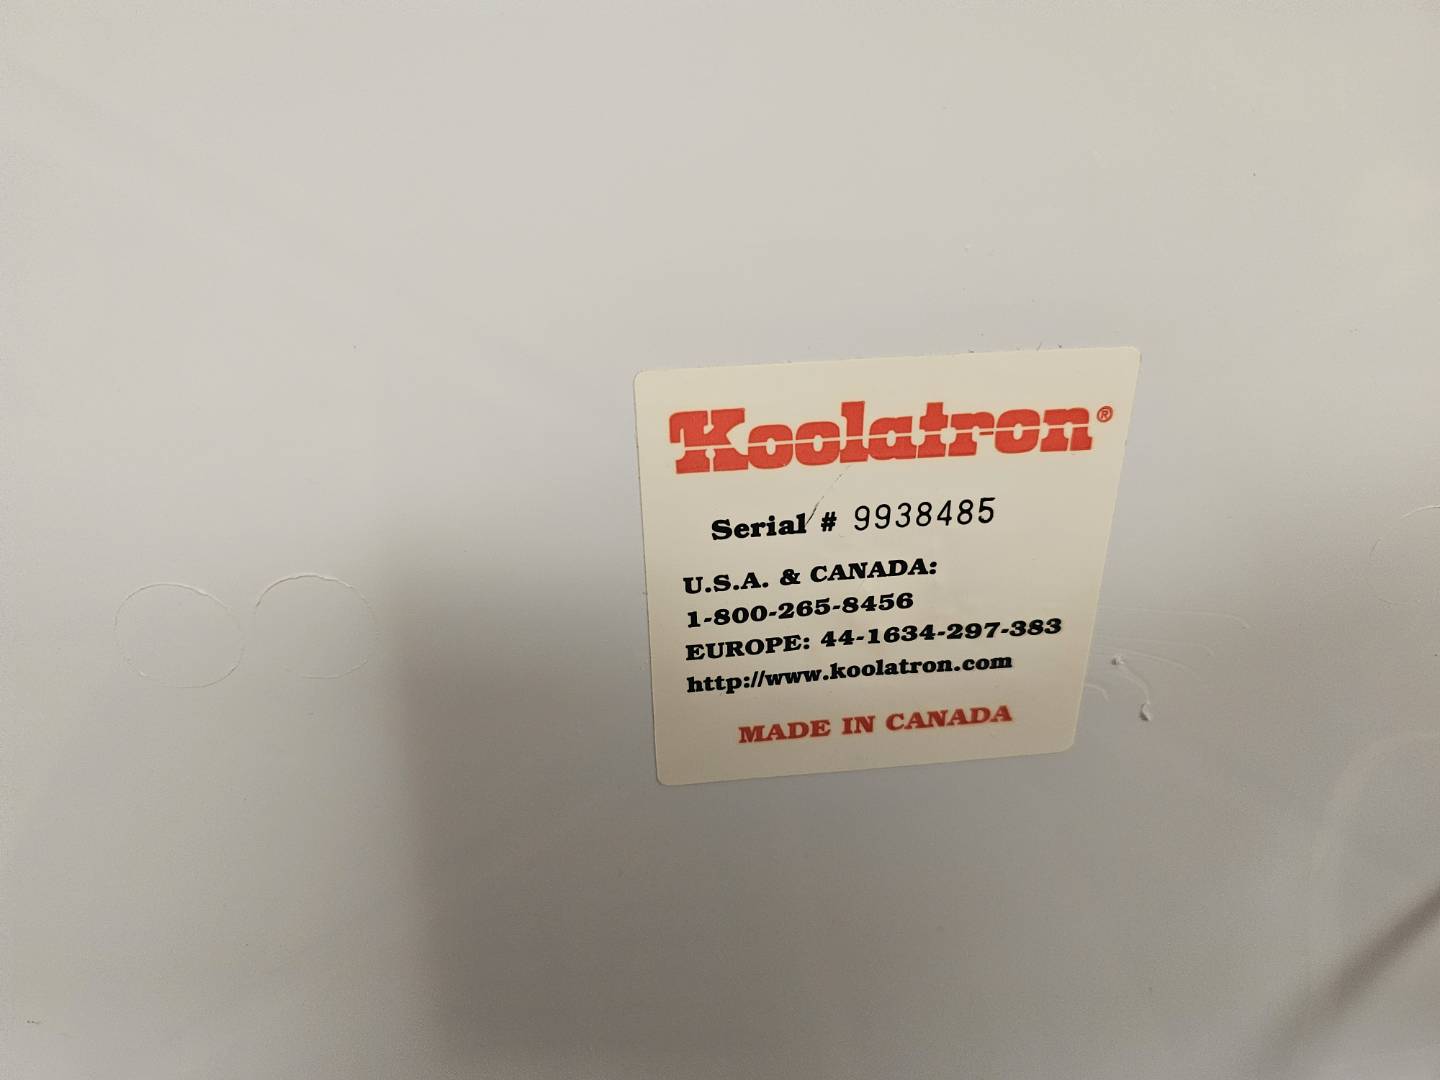 Koolatron®
Serial # 9938485
U.S.A. & CANADA:
1-800-265-8456
EUROPE: 44-1634-297-383
http://www.koolatron.com
MADE IN CANADA